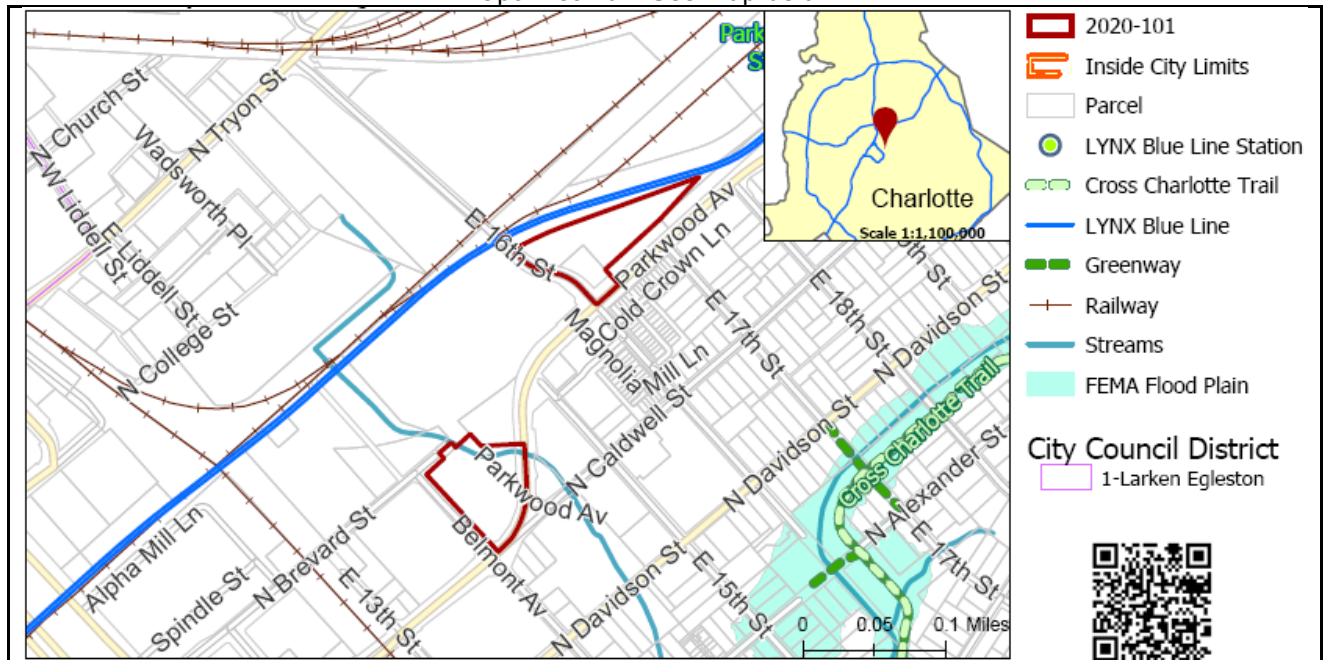 Park
S
N Church St
N Tryon St
Wadsworth Pl
N W Liddell St
E Liddell St
N College St
E 16th St
Parkwood Av
Cold Crown Ln
Magnolia
Mill Ln
E 17th St
E 18th St
N Davidson St
N Caldwell St
N Davidson St
Cross Charlotte Trail
N Alexander St
E 17th St
Parkwood Av
Belmont Av
N Brevard St
Alpha Mill Ln
Spindle St
E 13th St
N Davidson St
E 15th St
0 0.05 0.1 Miles
Charlotte
Scale 1:1,100,000
2020-101
Inside City Limits
Parcel
LYNX Blue Line Station
Cross Charlotte Trail
LYNX Blue Line
Greenway
Railway
Streams
FEMA Flood Plain
City Council District
1-Larken Egleston